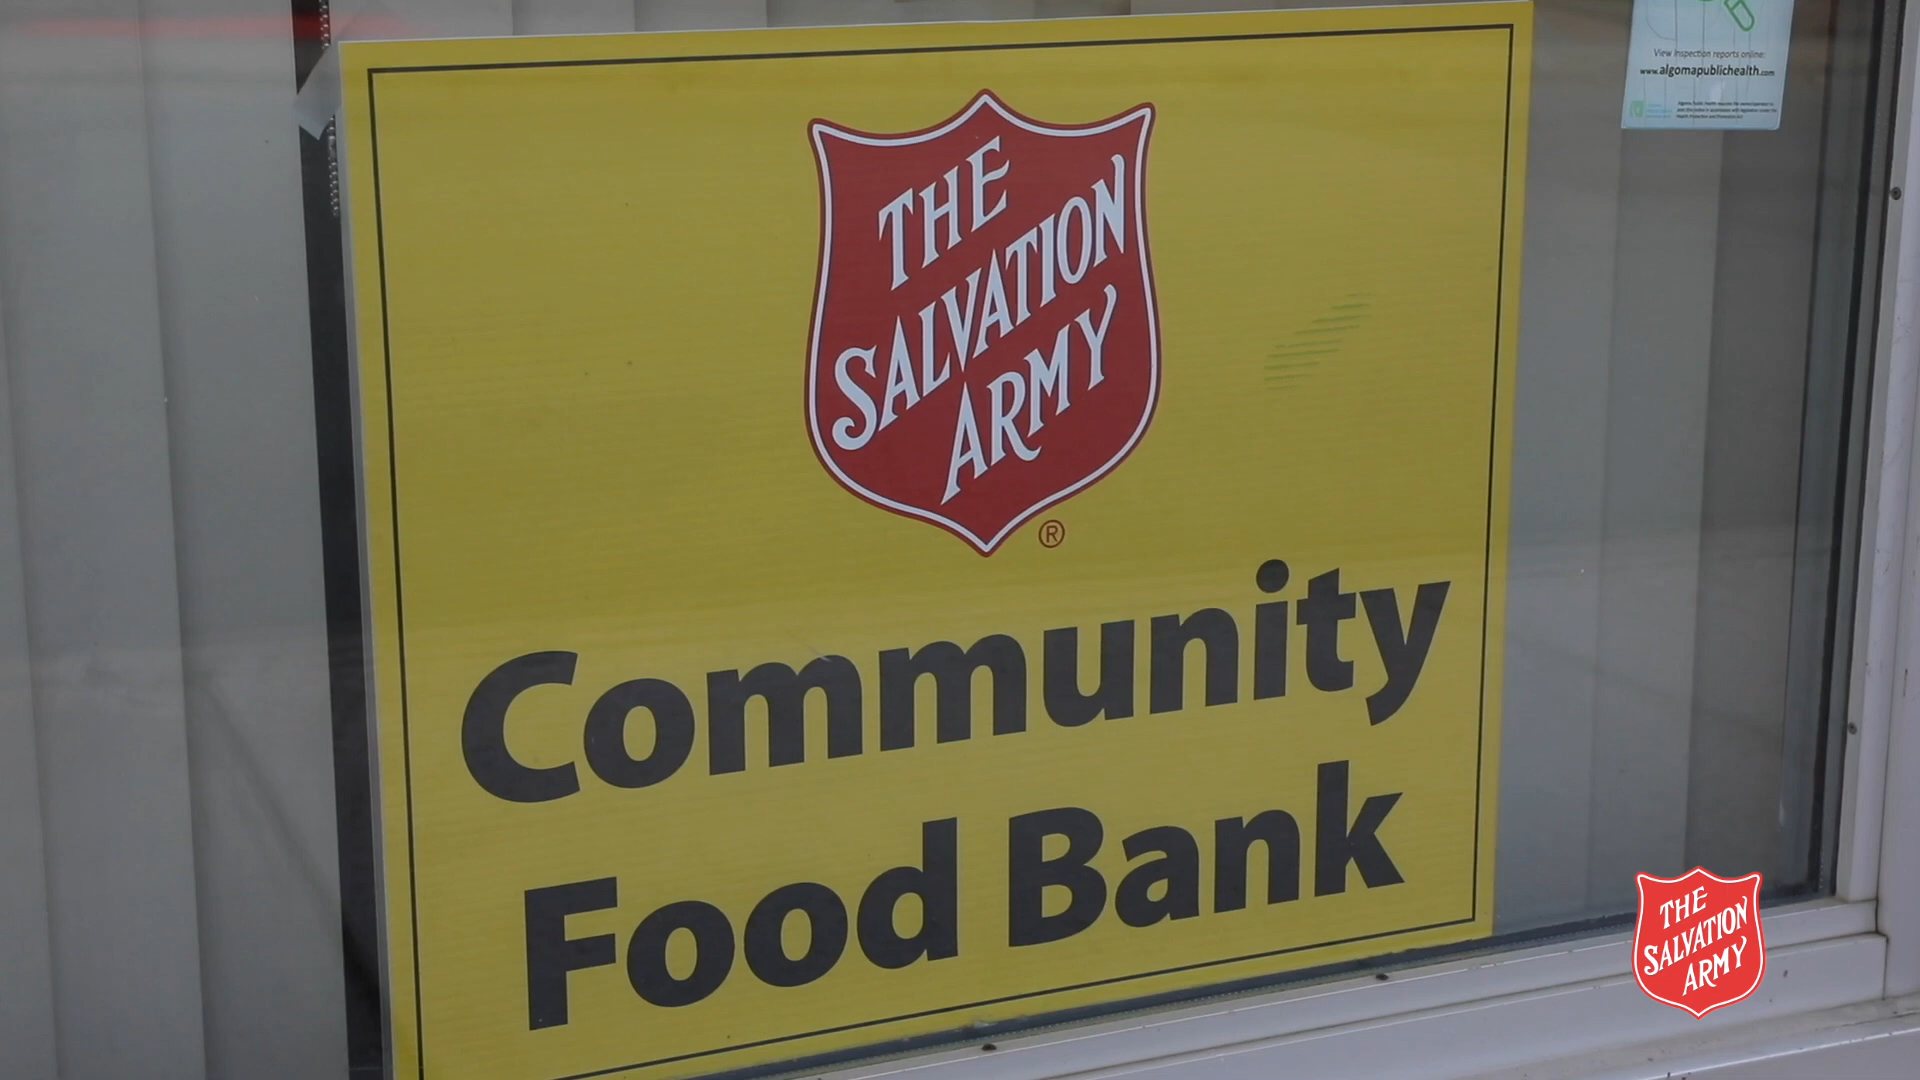 View inspection reports online:
www.algomapublichealth.com
THE
SALVATION
ARMY
®
Community
Food Bank
THE
SALVATION
ARMY